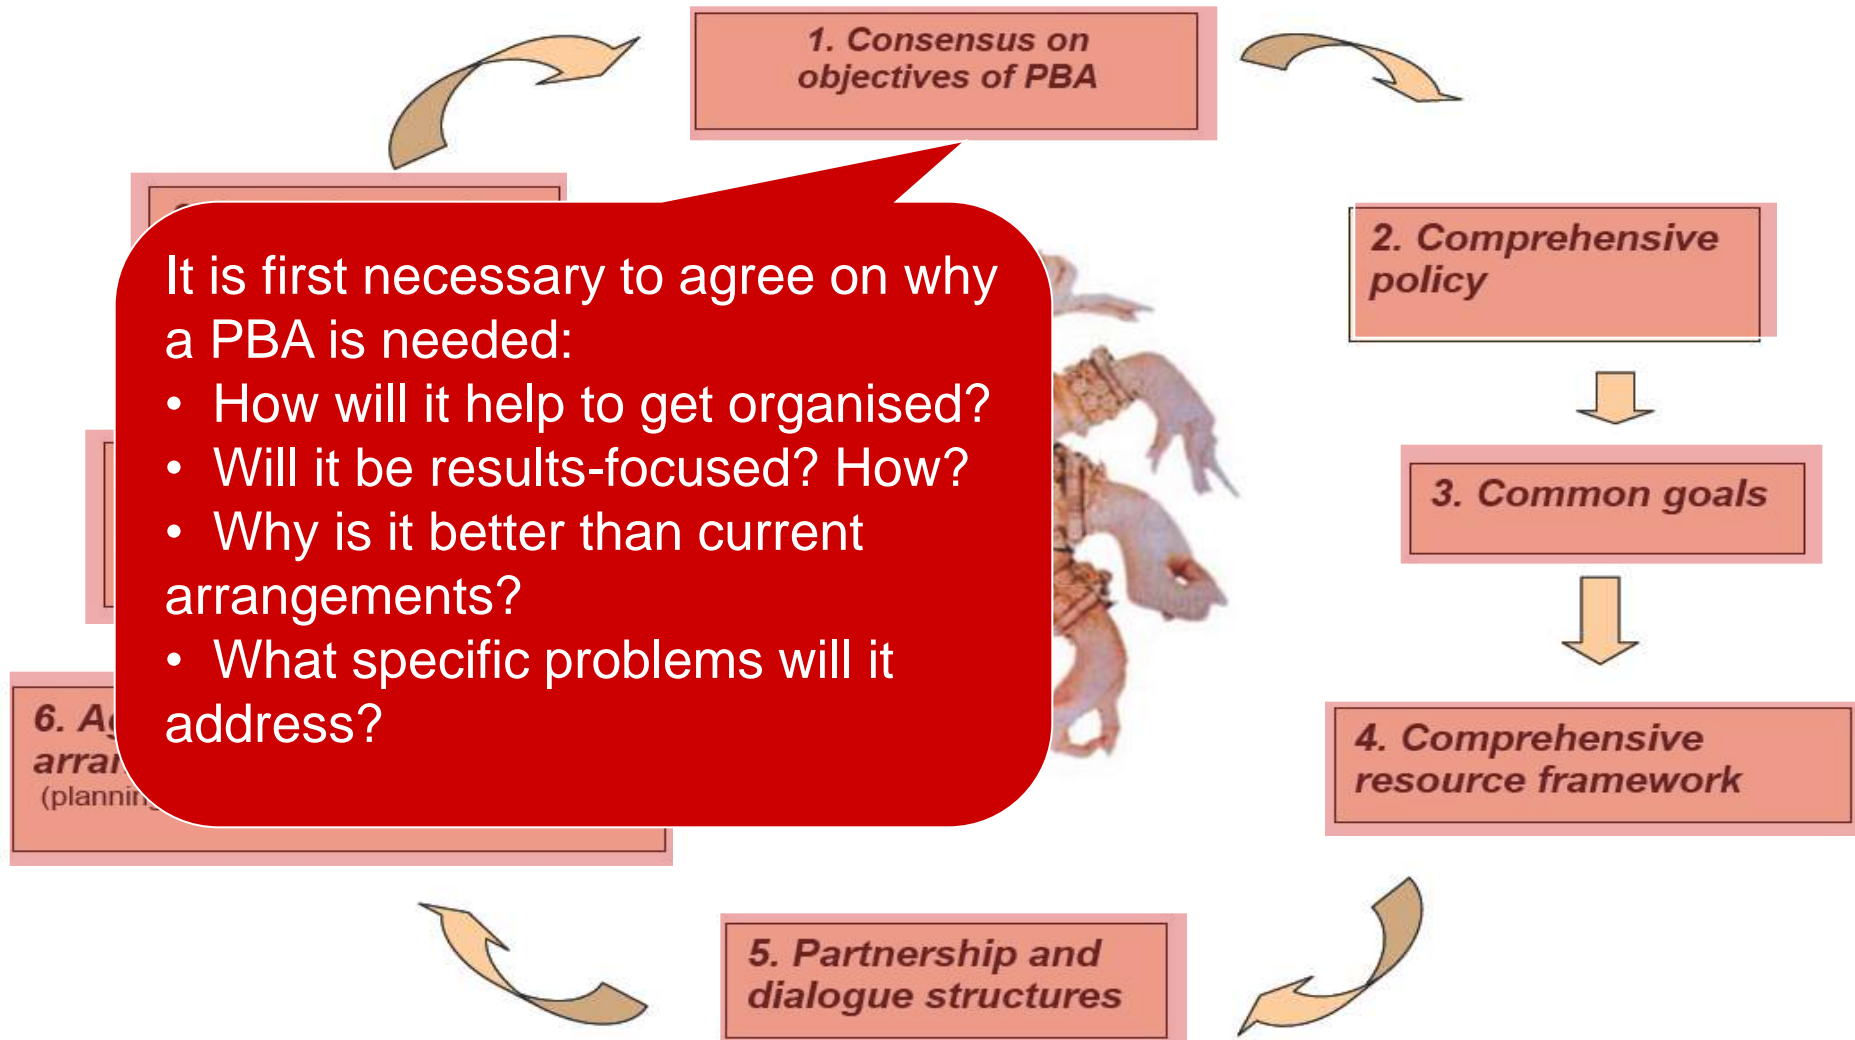 1. Consensus on
objectives of PBA
It is first necessary to agree on why
a PBA is needed:
• How will it help to get organised?
• Will it be results-focused? How?
• Why is it better than current
arrangements?
• What specific problems will it
address?
2. Comprehensive
policy
3. Common goals
4. Comprehensive
resource framework
5. Partnership and
dialogue structures
6.